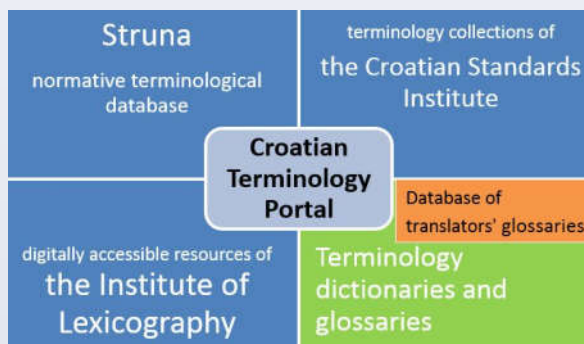 Struna
normative terminological
database
terminology collections of
the Croatian Standards
Institute
Croatian
Terminology
Portal
digitally accessible resources of
the Institute of
Lexicography
Database of
translators' glossaries
Terminology
dictionaries and
glossaries